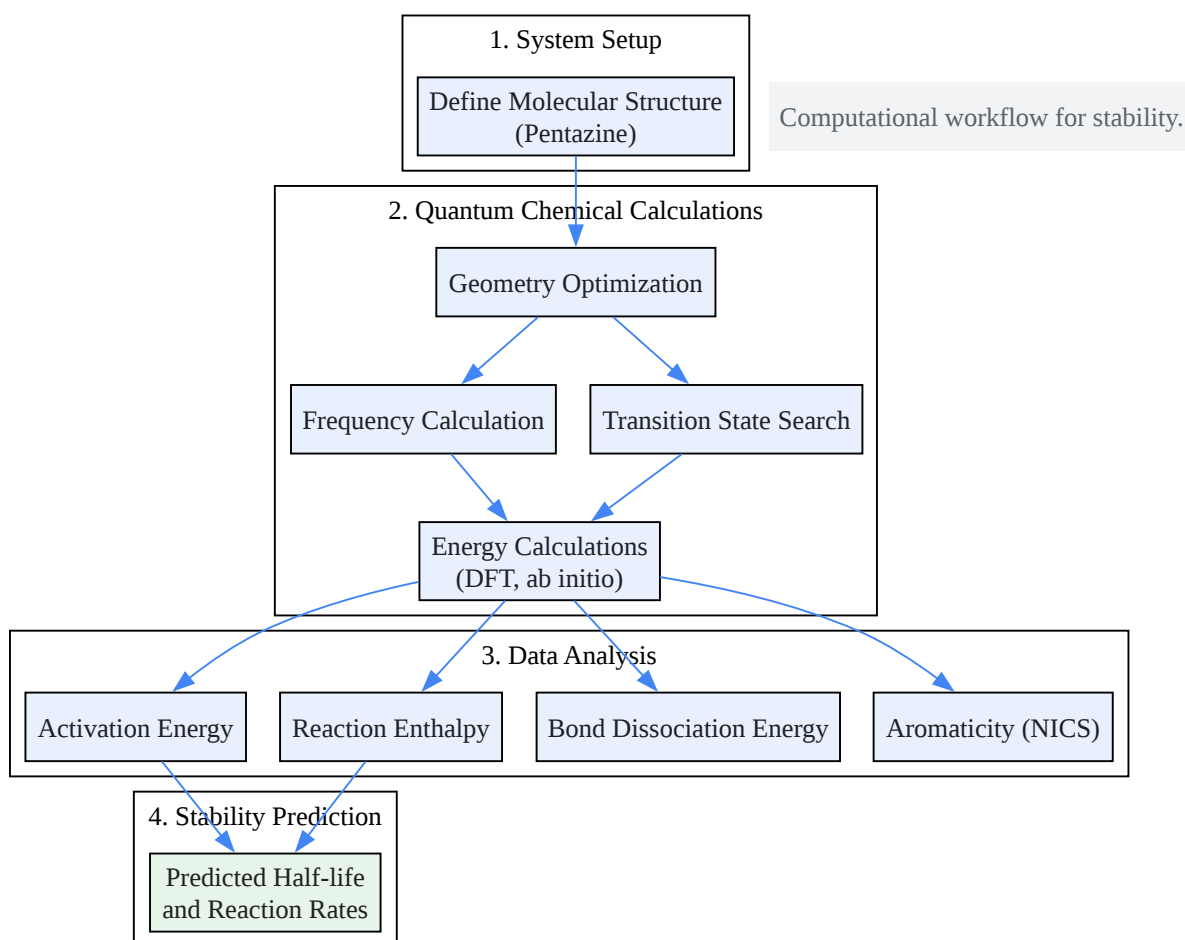 1. System Setup
Define Molecular Structure
(Pentazine)
Computational workflow for stability.
2. Quantum Chemical Calculations
Geometry Optimization
Frequency Calculation
Transition State Search
Energy Calculations
(DFT, ab initio)
3. Data Analysis
Activation Energy
Reaction Enthalpy
Bond Dissociation Energy
Aromaticity (NICS)
4. Stability Prediction
Predicted Half-life
and Reaction Rates